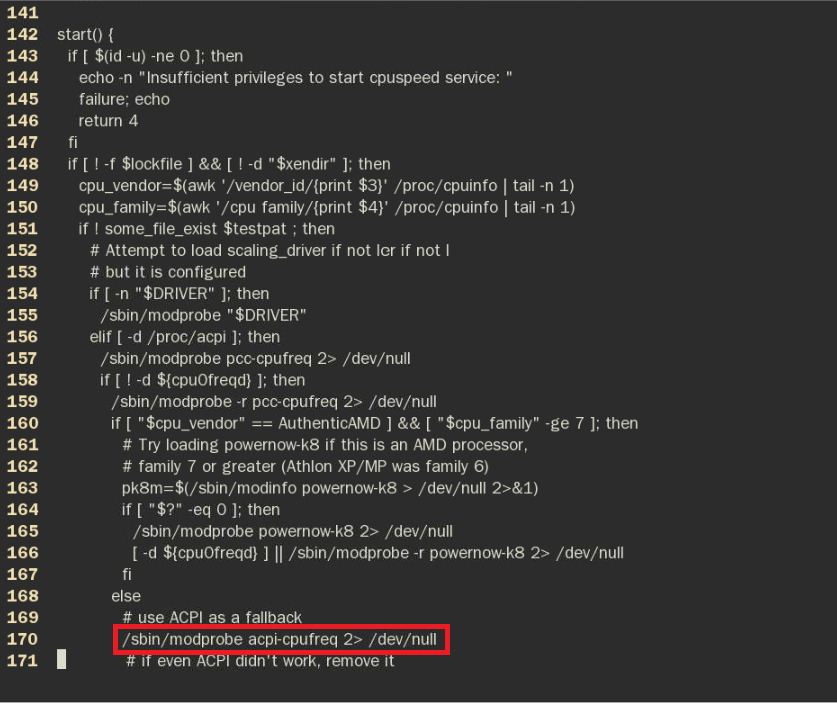 141
142 start() {
143 if [ $(id -u) -ne 0 ]; then
144 echo -n "Insufficient privileges to start cpuspeed service: "
145 failure; echo
146 return 4
147 fi
148 if [ ! -f $lockfile ] && [ ! -d "$xendir" ]; then
149 cpu_vendor=$(awk '/vendor_id/{print $3}' /proc/cpuinfo | tail -n 1)
150 cpu_family=$(awk '/cpu family/{print $4}' /proc/cpuinfo | tail -n 1)
151 if ! some_file_exist $testpat ; then
152 # Attempt to load scaling_driver if not lcr if not l
153 # but it is configured
154 if [ -n "$DRIVER" ]; then
155 /sbin/modprobe "$DRIVER"
156 elif [ -d /proc/acpi ]; then
157 /sbin/modprobe pcc-cpufreq 2> /dev/null
158 if [ ! -d ${cpu0freqd} ]; then
159 /sbin/modprobe -r pcc-cpufreq 2> /dev/null
160 if [ "$cpu_vendor" == AuthenticAMD ] && [ "$cpu_family" -ge 7 ]; then
161 # Try loading powernow-k8 if this is an AMD processor,
162 # family 7 or greater (Athlon XP/MP was family 6)
163 pk8m=$(/sbin/modinfo powernow-k8 > /dev/null 2>&1)
164 if [ "$?" -eq 0 ]; then
165 /sbin/modprobe powernow-k8 2> /dev/null
166 [ -d ${cpu0freqd} ] || /sbin/modprobe -r powernow-k8 2> /dev/null
167 fi
168 else
169 # use ACPI as a fallback
170 /sbin/modprobe acpi-cpufreq 2> /dev/null
171 # if even ACPI didn't work, remove it